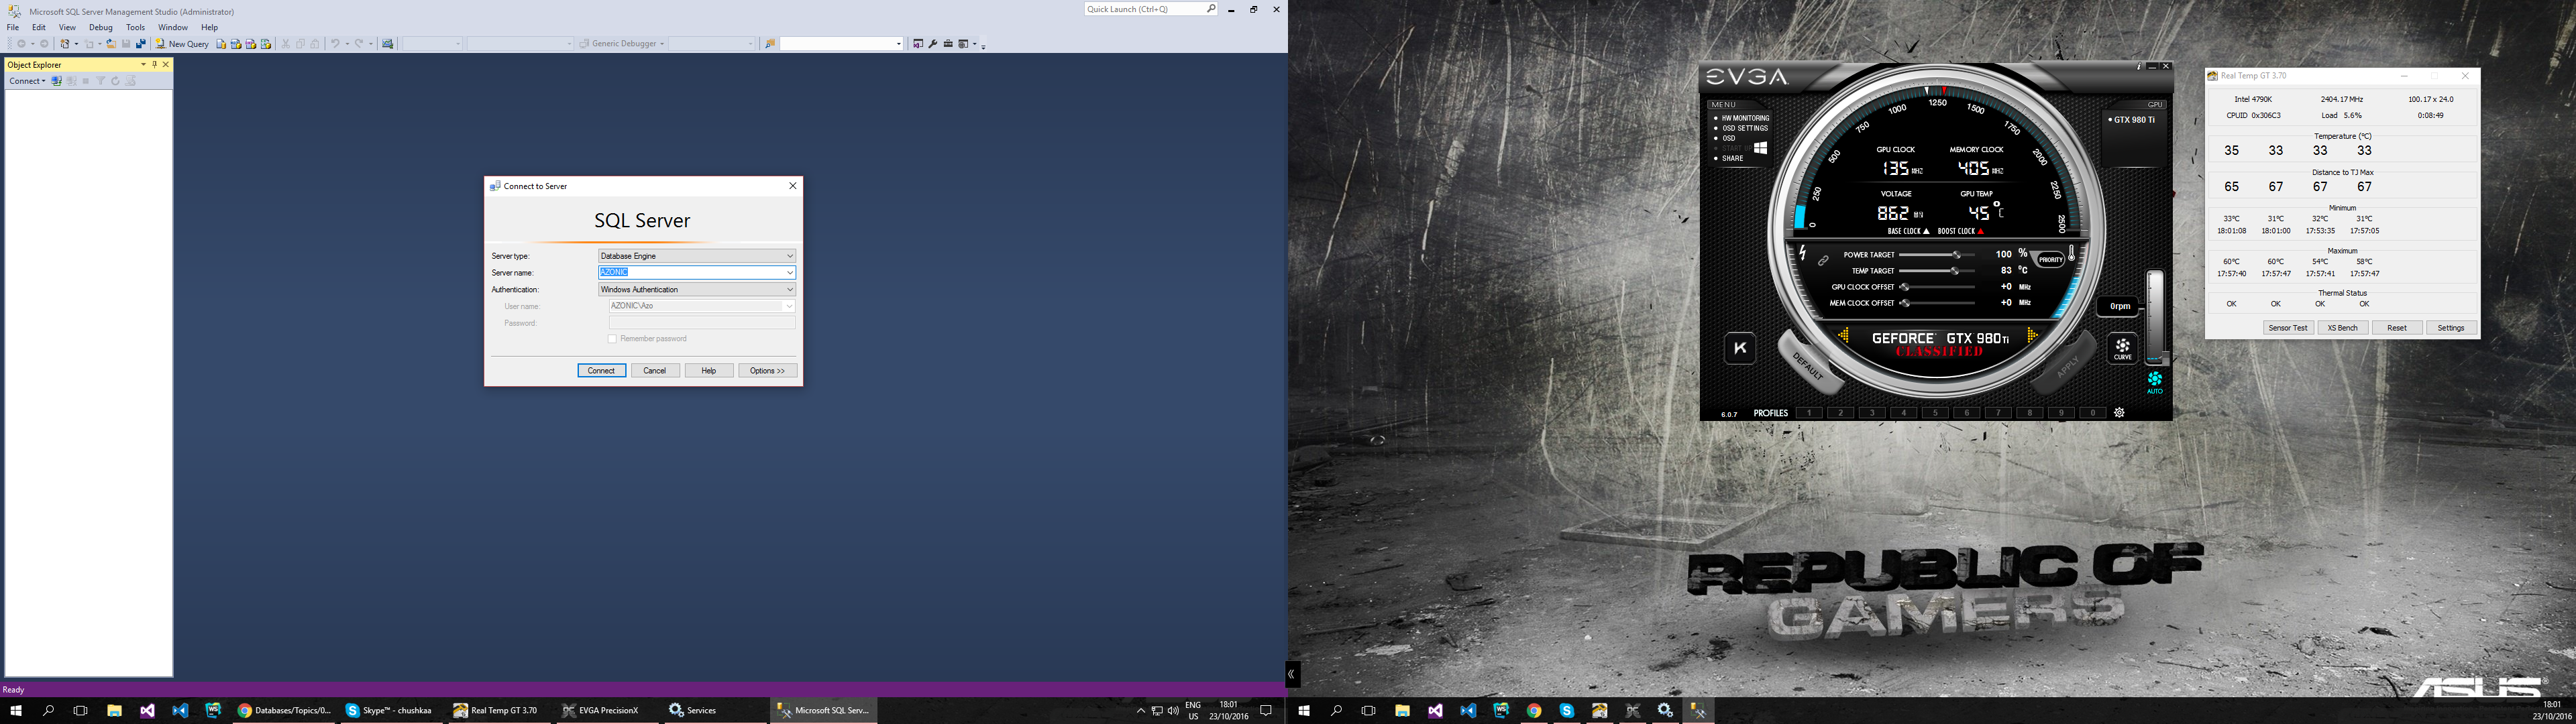 Microsoft SQL Server Management Studio (Administrator)
Quick Launch (Ctrl+Q)
File Edit View Debug Tools Window Help
New Query
Generic Debugger
Object Explorer
Connect
Connect to Server
SQL Server
Server type: Database Engine
Server name: AZONIC
Authentication: Windows Authentication
User name: AZONIC\Azo
Password:
Remember password
Connect Cancel Help Options >>
Ready
Databases/Topics/0...
Skype™ - chushkaa
Real Temp GT 3.70
EVGA PrecisionX
Services
Microsoft SQL Serv...
ENG
US
18:01
23/10/2016
EVGA
MENU
HW MONITORING
OSD SETTINGS
OSD
START UP
SHARE
GPU
GTX 980 Ti
0 250 500 750 1000 1250 1500 1750 2000 2250 2500
GPU CLOCK MEMORY CLOCK
135 MHZ 405 MHZ
VOLTAGE GPU TEMP
862 45 °C
BASE CLOCK BOOST CLOCK
POWER TARGET 100 %
PRIORITY
TEMP TARGET 83 °C
GPU CLOCK OFFSET +0 MHz
MEM CLOCK OFFSET +0 MHz
0rpm
GEFORCE GTX 980Ti
CLASSIFIED
K
DEFAULT
APPLY
CURVE
AUTO
6.0.7 PROFILES 1 2 3 4 5 6 7 8 9 0
Real Temp GT 3.70
Intel 4790K 2404.17 MHz 100.17 x 24.0
CPUID 0x306C3 Load 5.6% 0:08:49
Temperature (°C)
35 33 33 33
Distance to TJ Max
65 67 67 67
Minimum
33°C 31°C 32°C 31°C
18:01:08 18:01:00 17:53:35 17:57:05
Maximum
60°C 60°C 54°C 58°C
17:57:40 17:57:47 17:57:41 17:57:47
Thermal Status
OK OK OK OK
Sensor Test XS Bench Reset Settings
REPUBLIC OF
GAMERS
ASUS®
18:01
23/10/2016